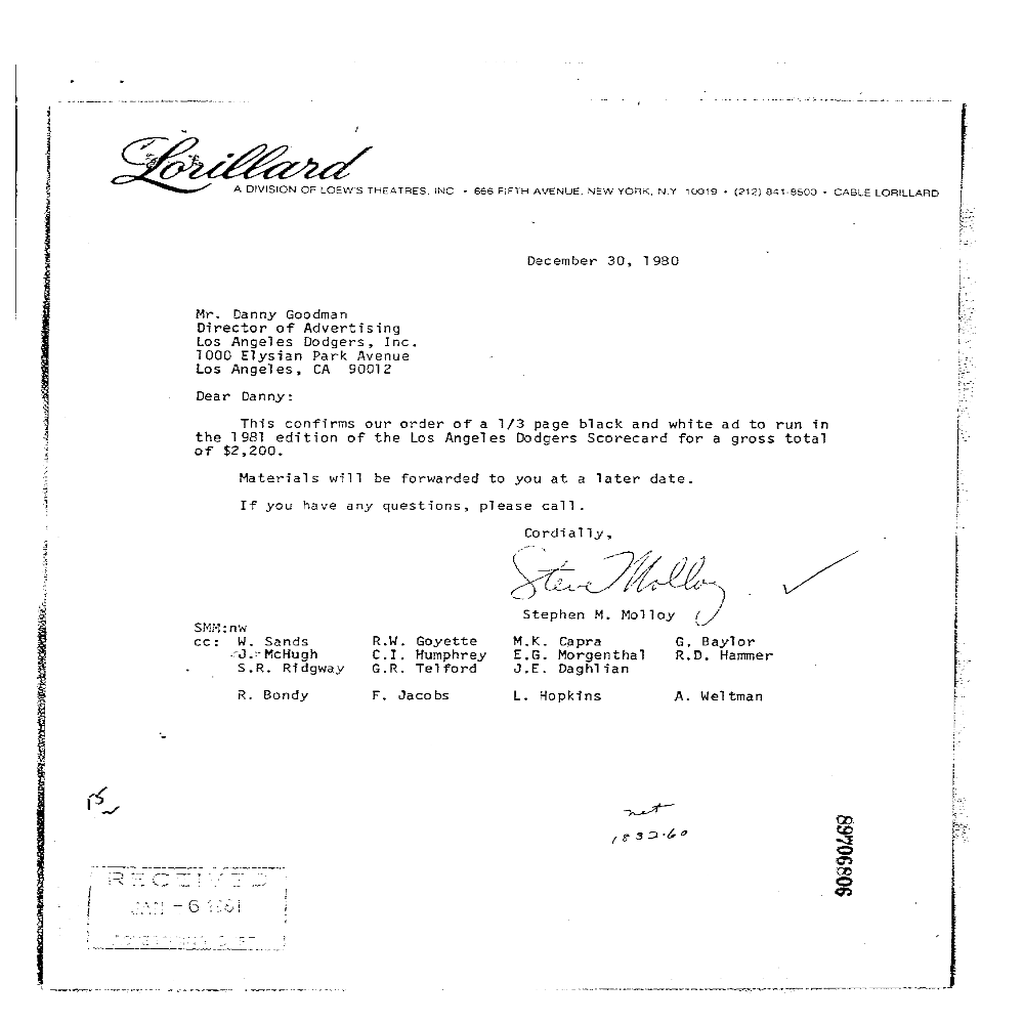 Lorillard
A DIVISION OF LOEW'S THEATRES, INC • 666 FIFTH AVENUE, NEW YORK, N.Y 10019 • (212) 841-8500 • CABLE LORILLARD
December 30, 1980
Mr. Danny Goodman
Director of Advertising
Los Angeles Dodgers, Inc.
1000 Elysian Park Avenue
Los Angeles, CA 90012
Dear Danny:
This confirms our order of a 1/3 page black and white ad to run in
the 1981 edition of the Los Angeles Dodgers Scorecard for a gross total
of $2,200.
Materials will be forwarded to you at a later date.
If you have any questions, please call.
Cordially,
Steve Molloy
Stephen M. Molloy
SMM:nw
cc: W. Sands R.W. Goyette M.K. Capra G. Baylor
J. McHugh C.I. Humphrey E.G. Morgenthal R.D. Hammer
S.R. Ridgway G.R. Telford J.E. Daghlian
R. Bondy F. Jacobs L. Hopkins A. Weltman
net
1832.60
89706806
RECEIVED
JAN -6 1981